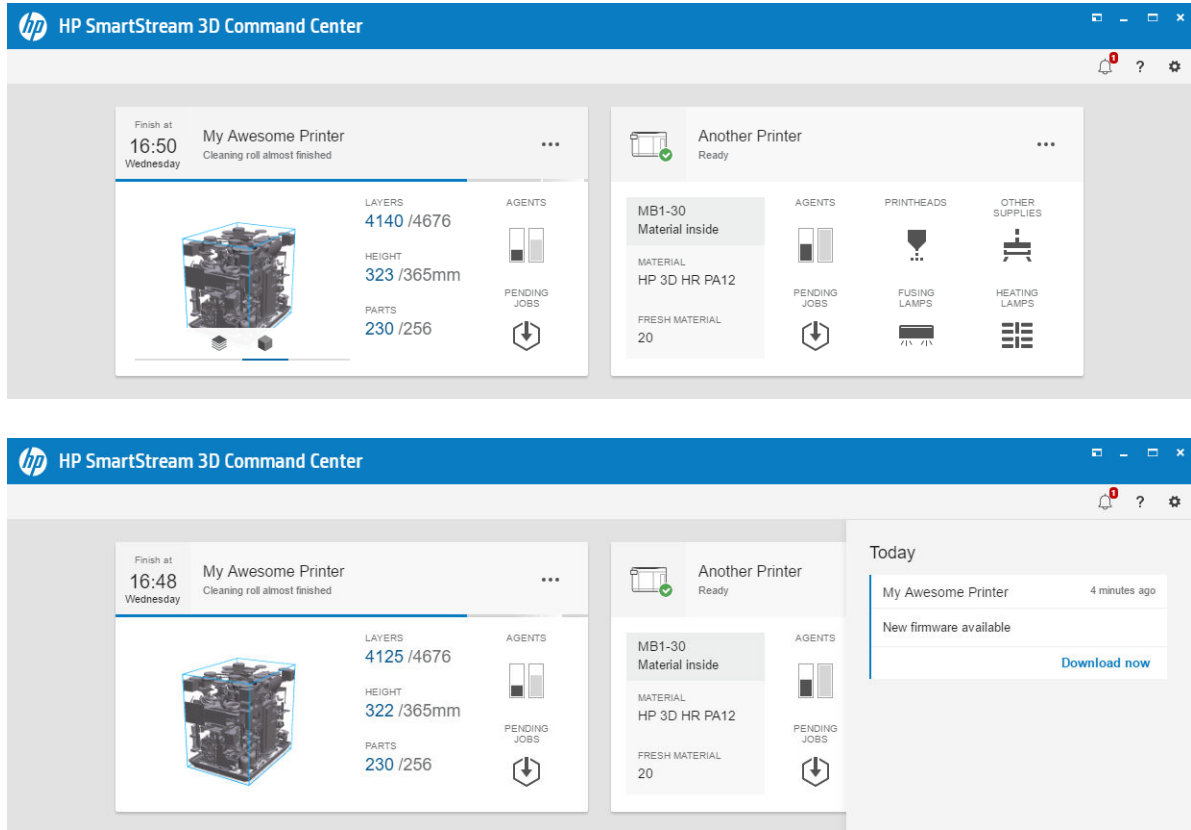 hp HP SmartStream 3D Command Center
1
?
Finish at
16:50
Wednesday
My Awesome Printer
Cleaning roll almost finished
LAYERS
4140 /4676
HEIGHT
323 /365mm
PARTS
230 /256
AGENTS
PENDING
JOBS
Another Printer
Ready
MB1-30
Material inside
MATERIAL
HP 3D HR PA12
FRESH MATERIAL
20
AGENTS
PRINTHEADS
OTHER
SUPPLIES
PENDING
JOBS
FUSING
LAMPS
HEATING
LAMPS
hp HP SmartStream 3D Command Center
1
?
Finish at
16:48
Wednesday
My Awesome Printer
Cleaning roll almost finished
LAYERS
4125 /4676
HEIGHT
322 /365mm
PARTS
230 /256
AGENTS
PENDING
JOBS
Another Printer
Ready
MB1-30
Material inside
MATERIAL
HP 3D HR PA12
FRESH MATERIAL
20
AGENTS
PENDING
JOBS
Today
My Awesome Printer 4 minutes ago
New firmware available
Download now